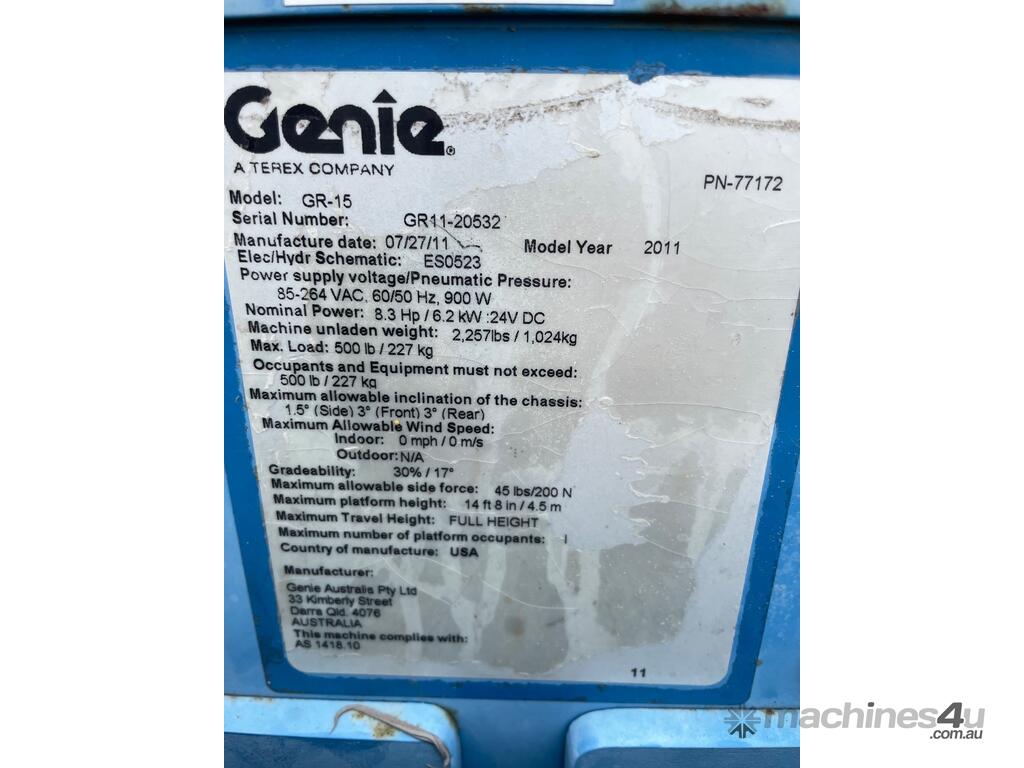 Genie
A TEREX COMPANY
PN-77172
Model: GR-15
Serial Number: GR11-20532
Manufacture date: 07/27/11 Model Year 2011
Elec/Hydr Schematic: ES0523
Power supply voltage/Pneumatic Pressure:
85-264 VAC, 60/50 Hz, 900 W
Nominal Power: 8.3 Hp / 6.2 kW :24V DC
Machine unladen weight: 2,257lbs / 1,024kg
Max. Load: 500 lb / 227 kg
Occupants and Equipment must not exceed:
500 lb / 227 kg
Maximum allowable inclination of the chassis:
1.5° (Side) 3° (Front) 3° (Rear)
Maximum Allowable Wind Speed:
Indoor: 0 mph / 0 m/s
Outdoor: N/A
Gradeability: 30% / 17°
Maximum allowable side force: 45 lbs/200 N
Maximum platform height: 14 ft 8 in / 4.5 m
Maximum Travel Height: FULL HEIGHT
Maximum number of platform occupants: 1
Country of manufacture: USA
Manufacturer:
Genie Australia Pty Ltd
33 Kimberly Street
Darra Qld. 4076
AUSTRALIA
This machine complies with:
AS 1418.10
11
machines4u
.com.au